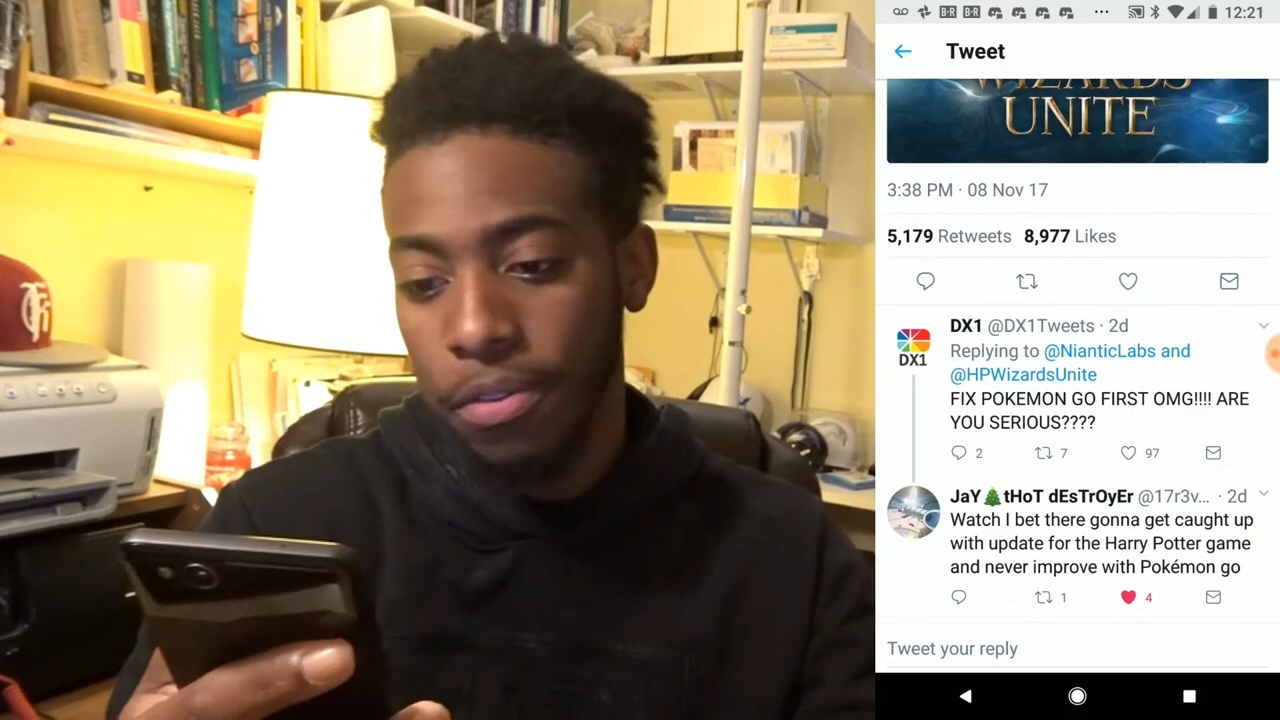 12:21
Tweet
WIZARDS
UNITE
3:38 PM · 08 Nov 17
5,179 Retweets 8,977 Likes
DX1 @DX1Tweets · 2d
DX1
Replying to @NianticLabs and
@HPWizardsUnite
FIX POKEMON GO FIRST OMG!!!! ARE
YOU SERIOUS????
2 7 97
JaY🎄tHoT dEsTrOyEr @17r3v... · 2d
Watch I bet there gonna get caught up
with update for the Harry Potter game
and never improve with Pokémon go
1 4
Tweet your reply